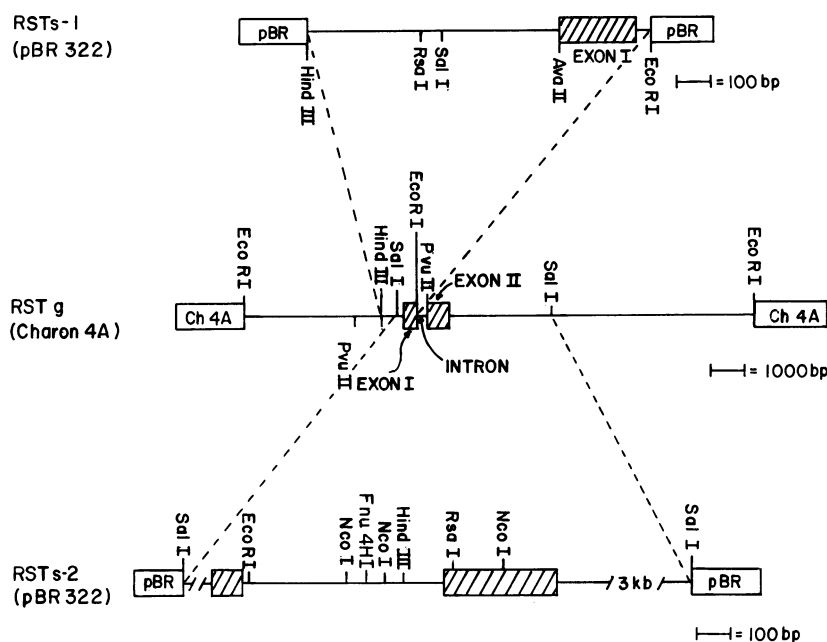 RSTs-1
(pBR 322)
pBR
Hind III
Rsa I
Sal I
Ava II
EXON I
Eco RI
pBR
= 100 bp
RST g
(Charon 4A)
Ch 4A
Eco RI
Pvu II
Hind III
Sal I
Eco RI
Pvu II
EXON II
EXON I
INTRON
Sal I
Eco RI
Ch 4A
= 1000 bp
RSTs-2
(pBR 322)
pBR
Sal I
Eco RI
Nco I
Fnu 4HI
Nco I
Hind III
Rsa I
Nco I
3 kb
Sal I
pBR
= 100 bp